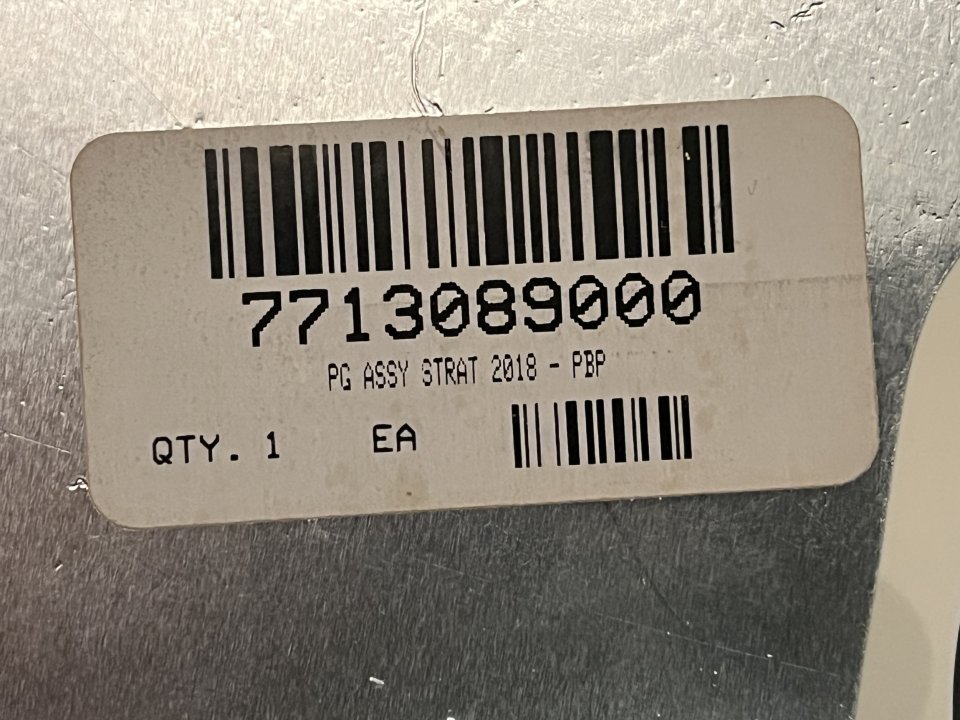 7713089000
PG ASSY STRAT 2018 - PBP
QTY. 1 EA